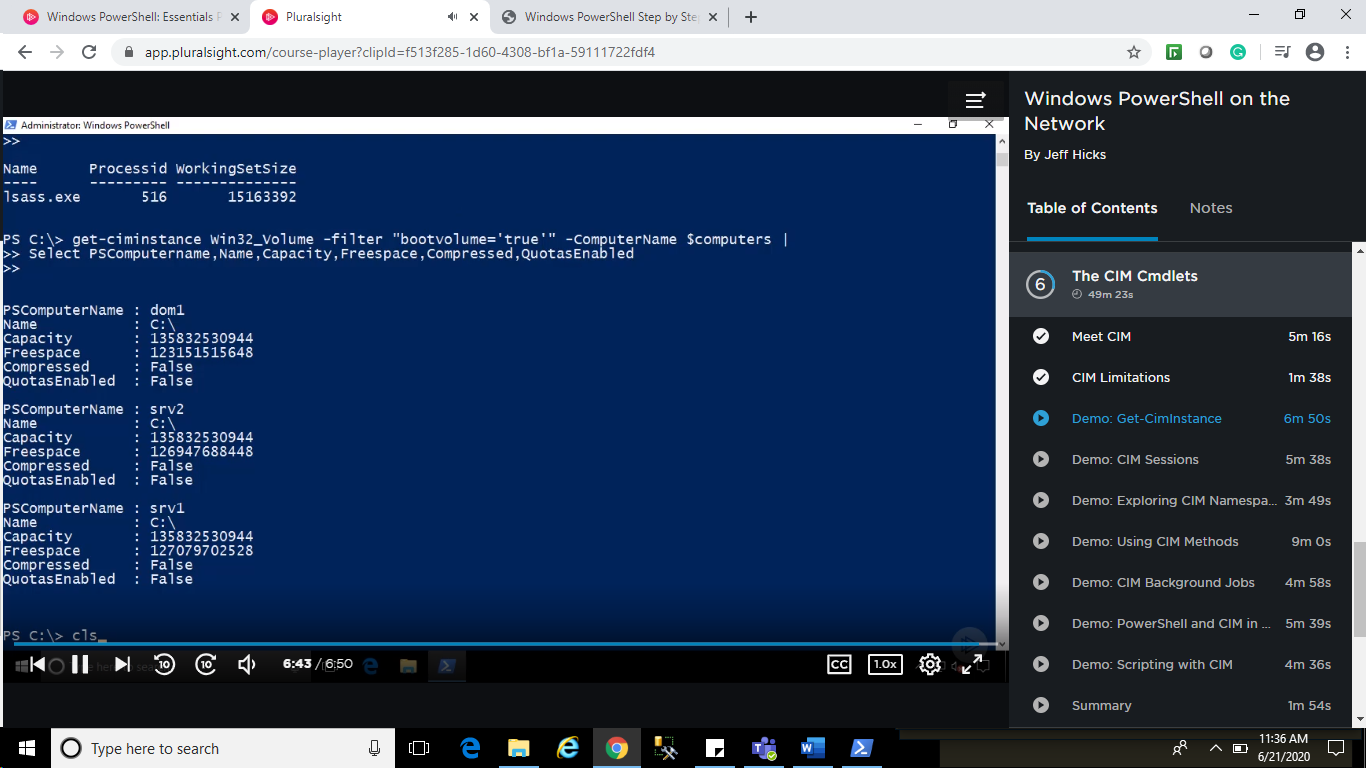 Windows PowerShell: Essentials P
Pluralsight
Windows PowerShell Step by Ste
app.pluralsight.com/course-player?clipId=f513f285-1d60-4308-bf1a-59111722fdf4
Administrator: Windows PowerShell
>>
Name      Processid WorkingSetSize
----      --------- --------------
lsass.exe       516       15163392
PS C:\> get-ciminstance Win32_Volume -filter "bootvolume='true'" -ComputerName $computers |
>> Select PSComputername,Name,Capacity,Freespace,Compressed,QuotasEnabled
>>
PSComputerName : dom1
Name           : C:\
Capacity       : 135832530944
Freespace      : 123151515648
Compressed     : False
QuotasEnabled  : False
PSComputerName : srv2
Name           : C:\
Capacity       : 135832530944
Freespace      : 126947688448
Compressed     : False
QuotasEnabled  : False
PSComputerName : srv1
Name           : C:\
Capacity       : 135832530944
Freespace      : 127079702528
Compressed     : False
QuotasEnabled  : False
PS C:\> cls_
10
10
6:43 / 6:50
CC
1.0x
Windows PowerShell on the
Network
By Jeff Hicks
Table of Contents
Notes
6
The CIM Cmdlets
49m 23s
Meet CIM 5m 16s
CIM Limitations 1m 38s
Demo: Get-CimInstance 6m 50s
Demo: CIM Sessions 5m 38s
Demo: Exploring CIM Namespa... 3m 49s
Demo: Using CIM Methods 9m 0s
Demo: CIM Background Jobs 4m 58s
Demo: PowerShell and CIM in ... 5m 39s
Demo: Scripting with CIM 4m 36s
Summary 1m 54s
Type here to search
11:36 AM
6/21/2020